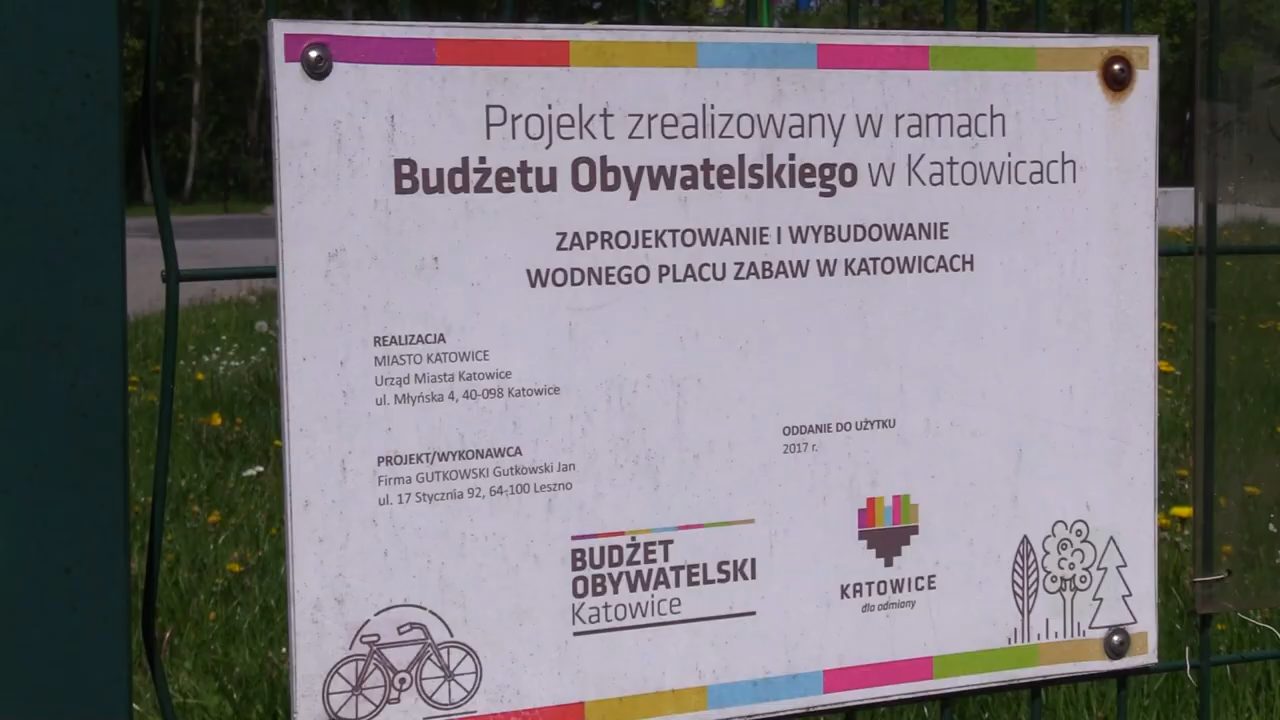 Projekt zrealizowany w ramach
Budżetu Obywatelskiego w Katowicach
ZAPROJEKTOWANIE I WYBUDOWANIE
WODNEGO PLACU ZABAW W KATOWICACH
REALIZACJA
MIASTO KATOWICE
Urząd Miasta Katowice
ul. Młyńska 4, 40-098 Katowice
PROJEKT/WYKONAWCA
Firma GUTKOWSKI Gutkowski Jan
ul. 17 Stycznia 92, 64-100 Leszno
ODDANIE DO UŻYTKU
2017 r.
BUDŻET
OBYWATELSKI
Katowice
KATOWICE
dla odmiany